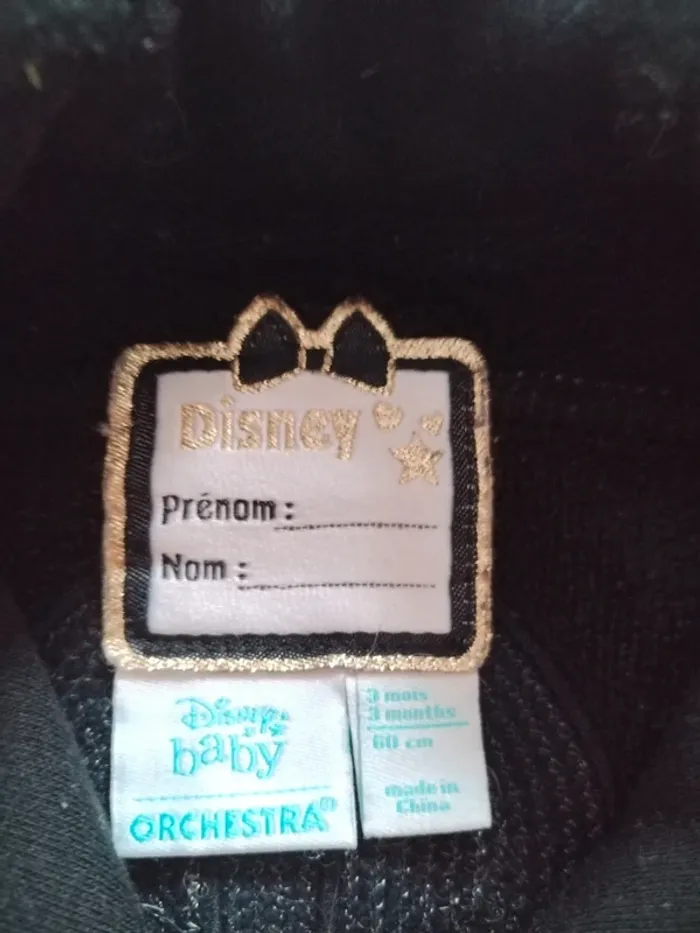 Disney
Prénom :
Nom :
Disney
baby
ORCHESTRA
3 mois
3 months
60 cm
made in
China